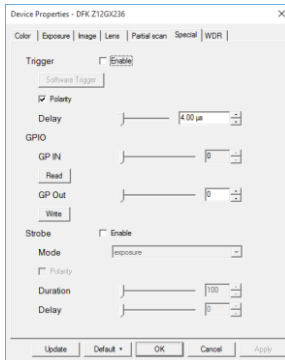 Device Properties - DFK Z12GX236
Color Exposure Image Lens Partial scan Special WDR
Trigger Enable
Software Trigger
Polarity
Delay 4.00 µs
GPIO
GP IN 0
Read
GP Out 0
Write
Strobe Enable
Mode exposure
Polarity
Duration 100
Delay 0
Update Default OK Cancel Apply